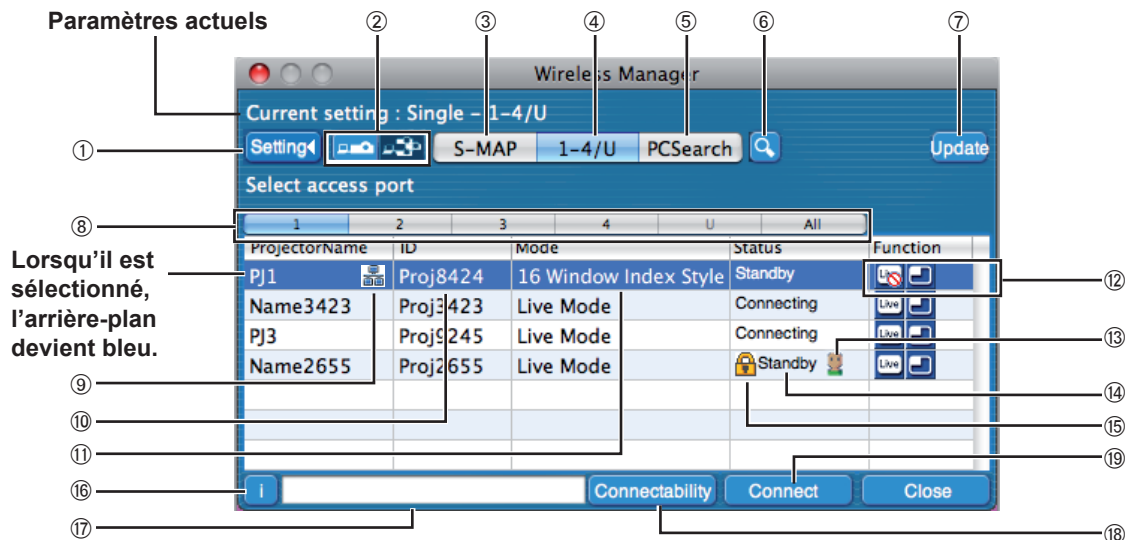 Paramètres actuels
② ③ ④ ⑤ ⑥ ⑦
Wireless Manager
Current setting : Single – 1–4/U
① Setting S–MAP 1–4/U PCSearch Update
Select access port
⑧ 1 2 3 4 U All
ProjectorName ID Mode Status Function
Lorsqu'il est
sélectionné,
l'arrière-plan
devient bleu.
PJ1 Proj8424 16 Window Index Style Standby Live ⑫
Name3423 Proj3423 Live Mode Connecting Live
PJ3 Proj9245 Live Mode Connecting Live ⑬
Name2655 Proj2655 Live Mode Standby Live
⑨ ⑭
⑩ ⑮
⑪ ⑲
⑯ i Connectability Connect Close
⑰ ⑱